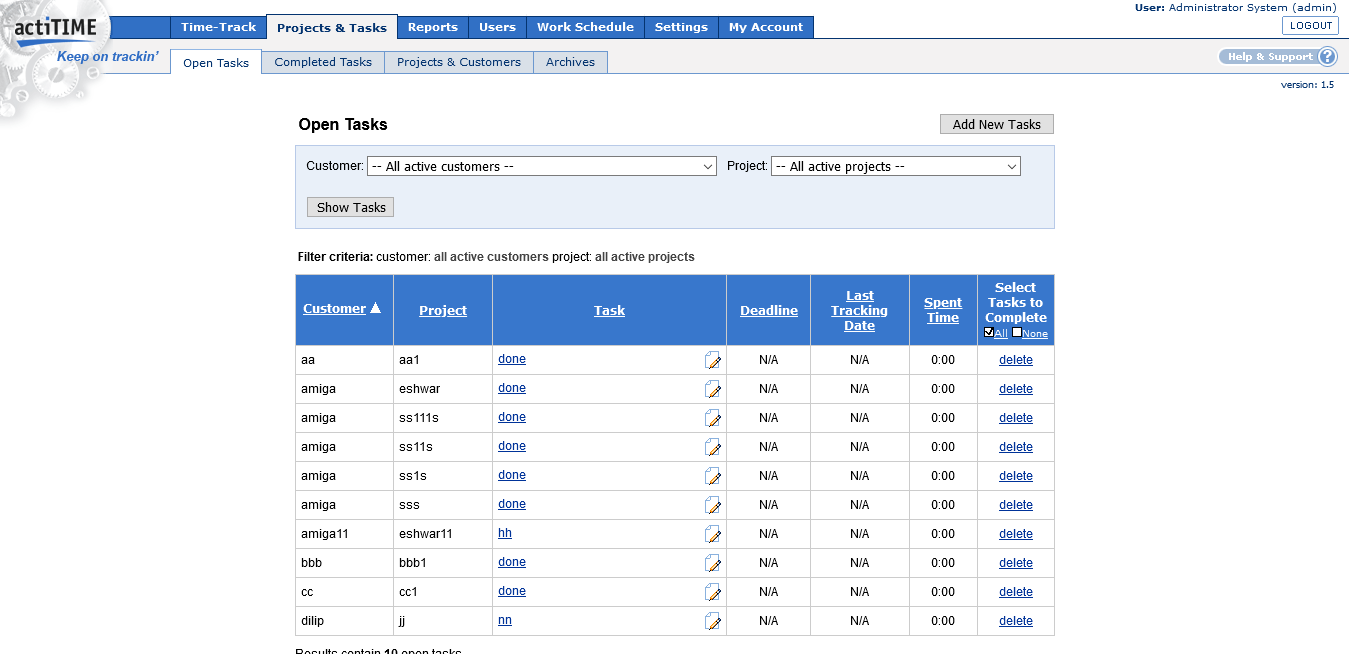 User: Administrator System (admin)
actiTIME
Time-Track Projects & Tasks Reports Users Work Schedule Settings My Account
LOGOUT
Keep on trackin'
Open Tasks Completed Tasks Projects & Customers Archives
Help & Support ?
version: 1.5
Open Tasks
Add New Tasks
Customer: -- All active customers -- Project: -- All active projects --
Show Tasks
Filter criteria: customer: all active customers project: all active projects
Customer Project Task Deadline Last Tracking Date Spent Time Select Tasks to Complete All None
aa aa1 done N/A N/A 0:00 delete
amiga eshwar done N/A N/A 0:00 delete
amiga ss111s done N/A N/A 0:00 delete
amiga ss11s done N/A N/A 0:00 delete
amiga ss1s done N/A N/A 0:00 delete
amiga sss done N/A N/A 0:00 delete
amiga11 eshwar11 hh N/A N/A 0:00 delete
bbb bbb1 done N/A N/A 0:00 delete
cc cc1 done N/A N/A 0:00 delete
dilip jj nn N/A N/A 0:00 delete
Results contain 10 open tasks